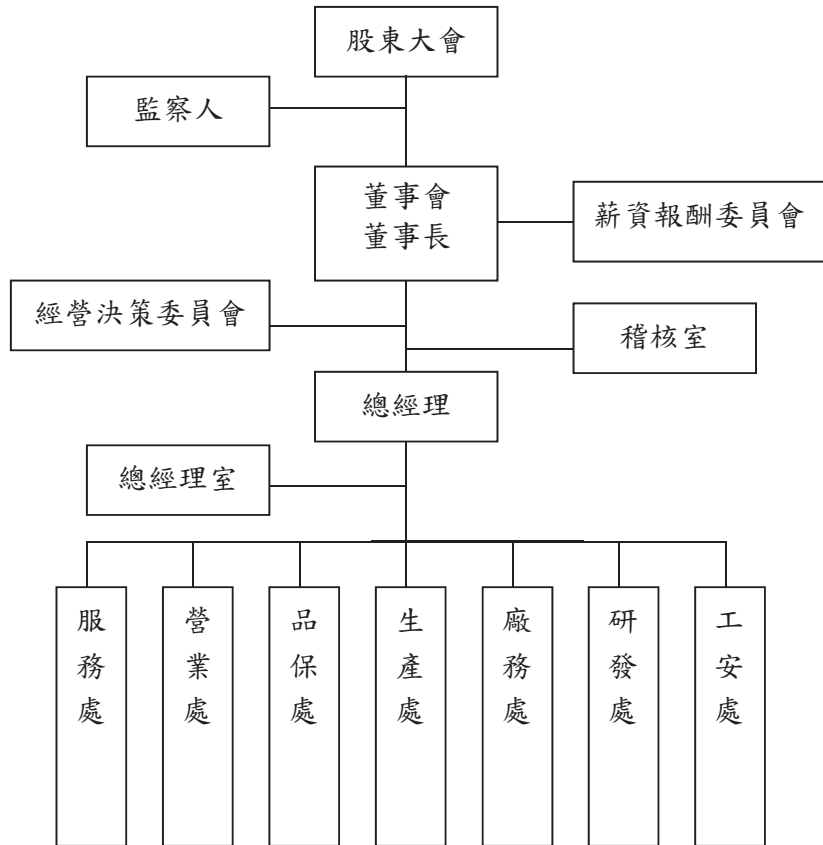 股東大會
監察人
董事會
董事長
薪資報酬委員會
經營決策委員會
稽核室
總經理
總經理室
服務處
營業處
品保處
生產處
廠務處
研發處
工安處